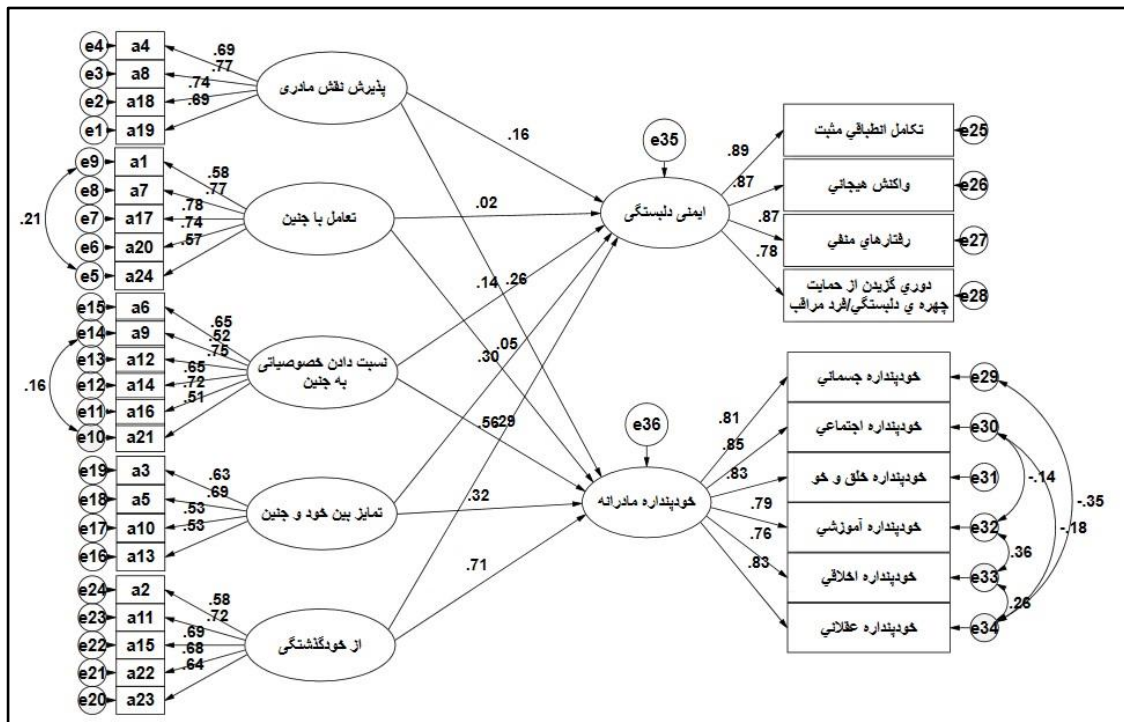 e4 a4 .69
e3 a8 .77
e2 a18 .74
e1 a19 .69
پذیرش نقش مادری
e9 a1 .58
e8 a7 .77
e7 a17 .78
e6 a20 .74
e5 a24 .57
.21
تعامل با جنین
e15 a6 .65
e14 a9 .52
e13 a12 .75
e12 a14 .65
e11 a16 .72
e10 a21 .51
.16
نسبت دادن خصوصیاتی
به جنین
e19 a3 .63
e18 a5 .69
e17 a10 .53
e16 a13 .53
تمایز بین خود و جنین
e24 a2 .58
e23 a11 .72
e22 a15 .69
e21 a22 .68
e20 a23 .64
از خودگذشتگی
.16
.02
.14
.26
.05
.30
.56
.29
.32
.71
e35
ایمنی دلبستگی
.89
.87
.87
.78
تکامل انطباقي مثبت
e25
واکنش هیجاني
e26
رفتارهاي منفي
e27
دوري گزیدن از حمایت
چهره ي دلبستگي/فرد مراقب
e28
e36
خودپنداره مادرانه
.81
.85
.83
.79
.76
.83
خودپنداره جسماني
e29
خودپنداره اجتماعي
e30
خودپنداره خلق و خو
e31
خودپنداره آموزشي
e32
خودپنداره اخلاقي
e33
خودپنداره عقلاني
e34
-.14
-.35
-.18
.36
.26